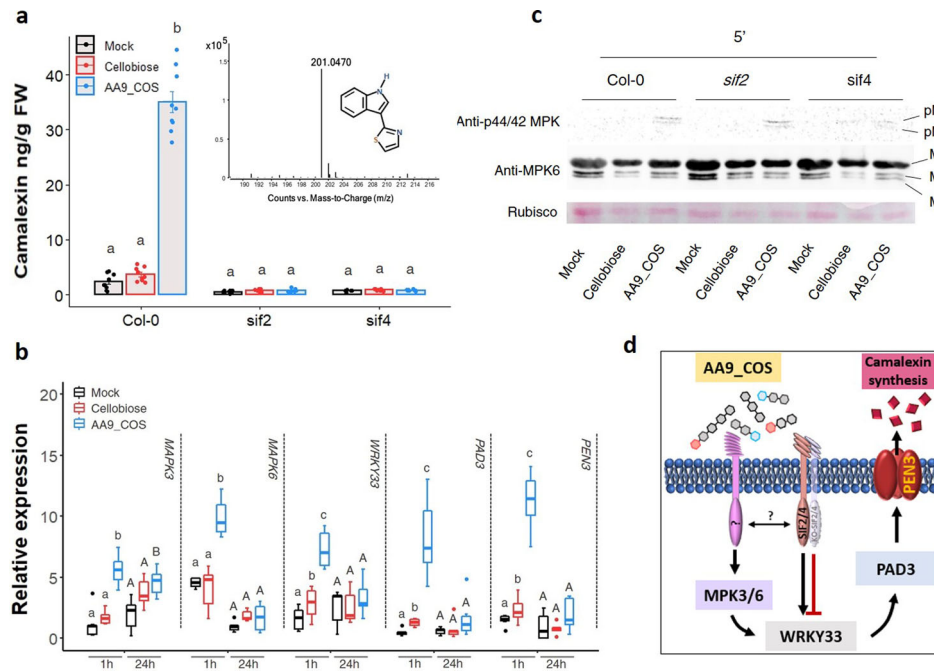 a
Camalexin ng/g FW
40
30
20
10
0
Mock
Cellobiose
AA9_COS
a
a
b
a
a
a
a
a
a
Col-0
sif2
sif4
x10⁵
201.0470
H
N
N
S
190 192 194 196 198 200 202 204 206 208 210 212 214 216
Counts vs. Mass-to-Charge (m/z)
c
5'
Col-0
sif2
sif4
Anti-p44/42 MPK
Anti-MPK6
Rubisco
Mock
Cellobiose
AA9_COS
Mock
Cellobiose
AA9_COS
Mock
Cellobiose
AA9_COS
b
Relative expression
20
15
10
5
0
Mock
Cellobiose
AA9_COS
MAPK3
MAPK6
WRKY33
PAD3
PEN3
a
a
b
A
A
B
a
a
b
A
A
A
a
b
c
A
A
A
a
b
c
A
A
A
a
b
c
A
A
A
1h
24h
1h
24h
1h
24h
1h
24h
1h
24h
d
AA9_COS
Camalexin
synthesis
?
?
SIF2/4
KO-SIF2/4
PEN3
MPK3/6
WRKY33
PAD3